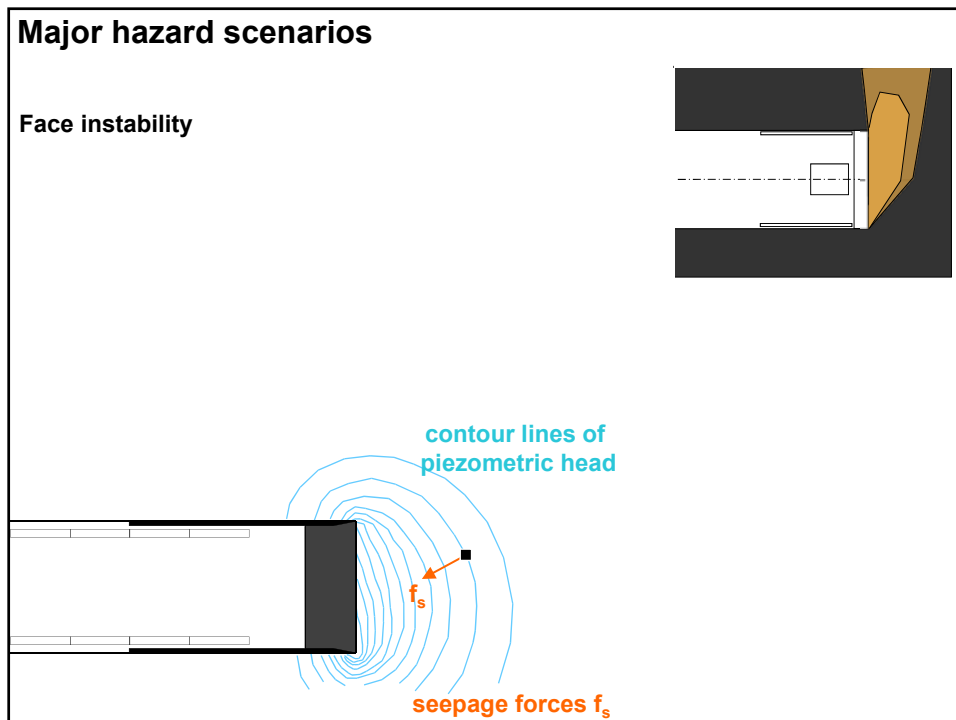 Major hazard scenarios
Face instability
contour lines of
piezometric head
fs
seepage forces fs